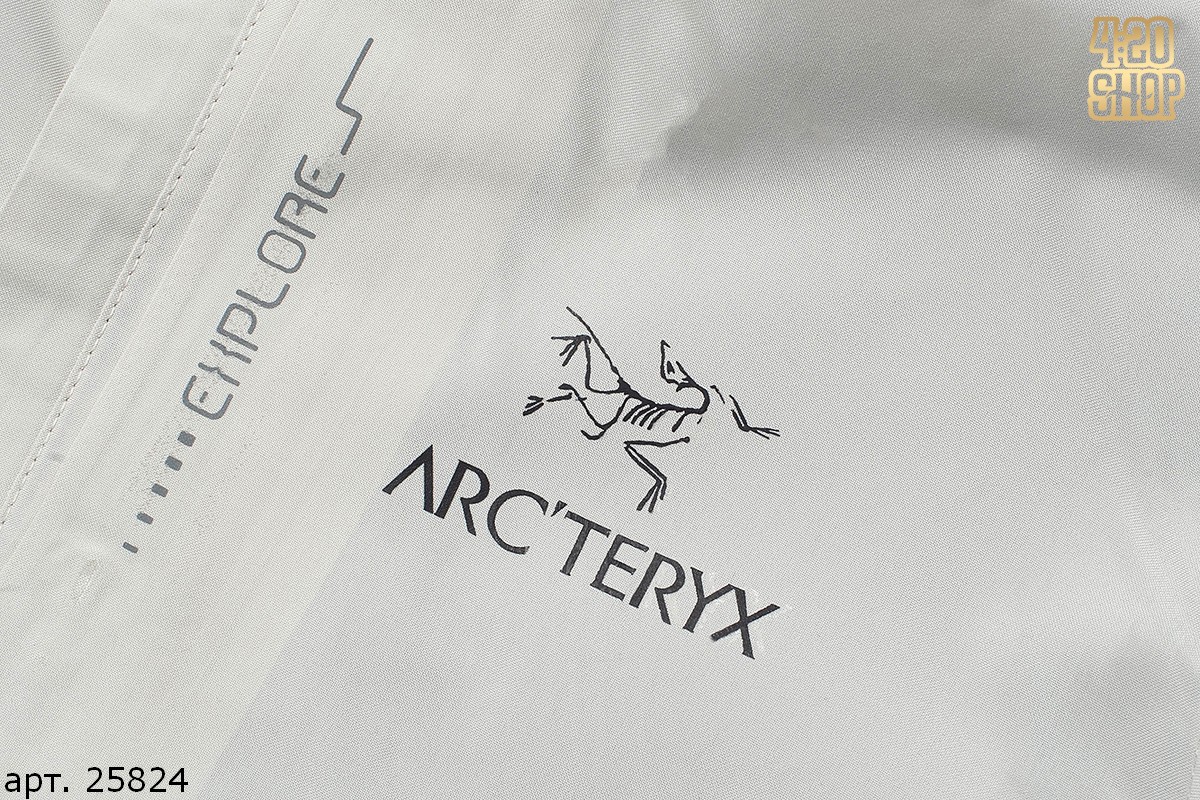 4:20
SHOP
EXPLORE
ARC'TERYX
арт. 25824